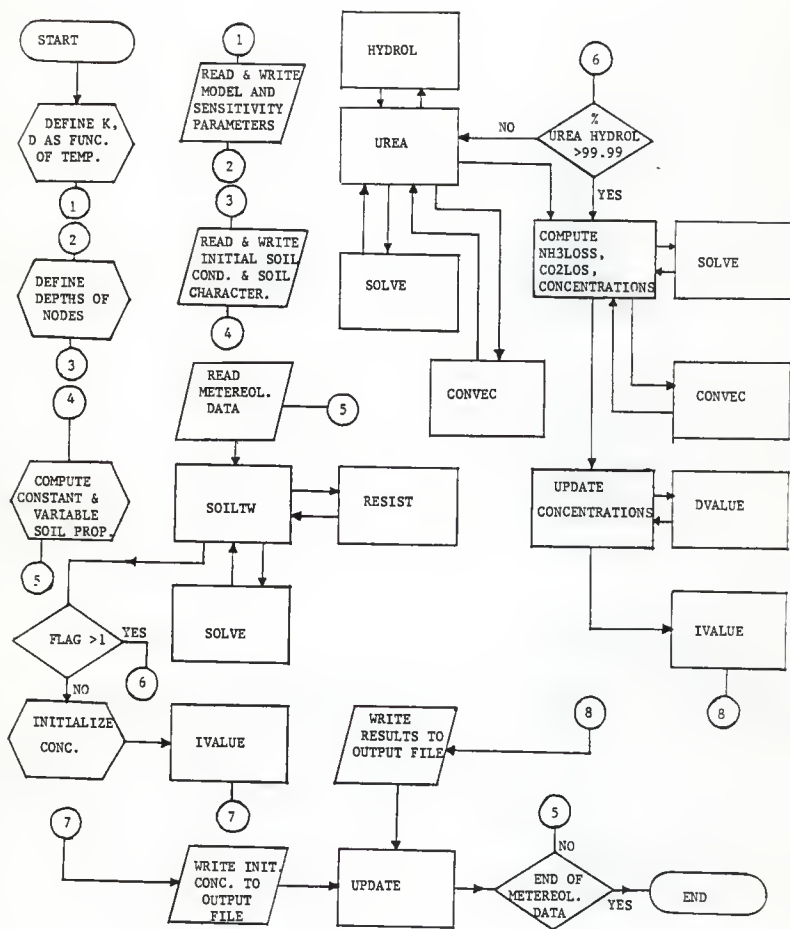 START
DEFINE K,
D AS FUNC.
OF TEMP.
1
2
DEFINE
DEPTHS OF
NODES
3
4
COMPUTE
CONSTANT &
VARIABLE
SOIL PROP.
5
1
READ & WRITE
MODEL AND
SENSITIVITY
PARAMETERS
2
3
READ & WRITE
INITIAL SOIL
COND. & SOIL
CHARACTER.
4
READ
METEREOL.
DATA
5
SOILTW
RESIST
SOLVE
FLAG >1
YES
6
NO
INITIALIZE
CONC.
IVALUE
7
HYDROL
UREA
SOLVE
CONVEC
6
%
UREA HYDROL
>99.99
NO
YES
COMPUTE
NH3LOSS,
CO2LOS,
CONCENTRATIONS
SOLVE
CONVEC
UPDATE
CONCENTRATIONS
DVALUE
IVALUE
8
8
WRITE
RESULTS TO
OUTPUT FILE
7
WRITE INIT.
CONC. TO
OUTPUT
FILE
UPDATE
5
NO
END OF
METEREOL.
DATA
YES
END